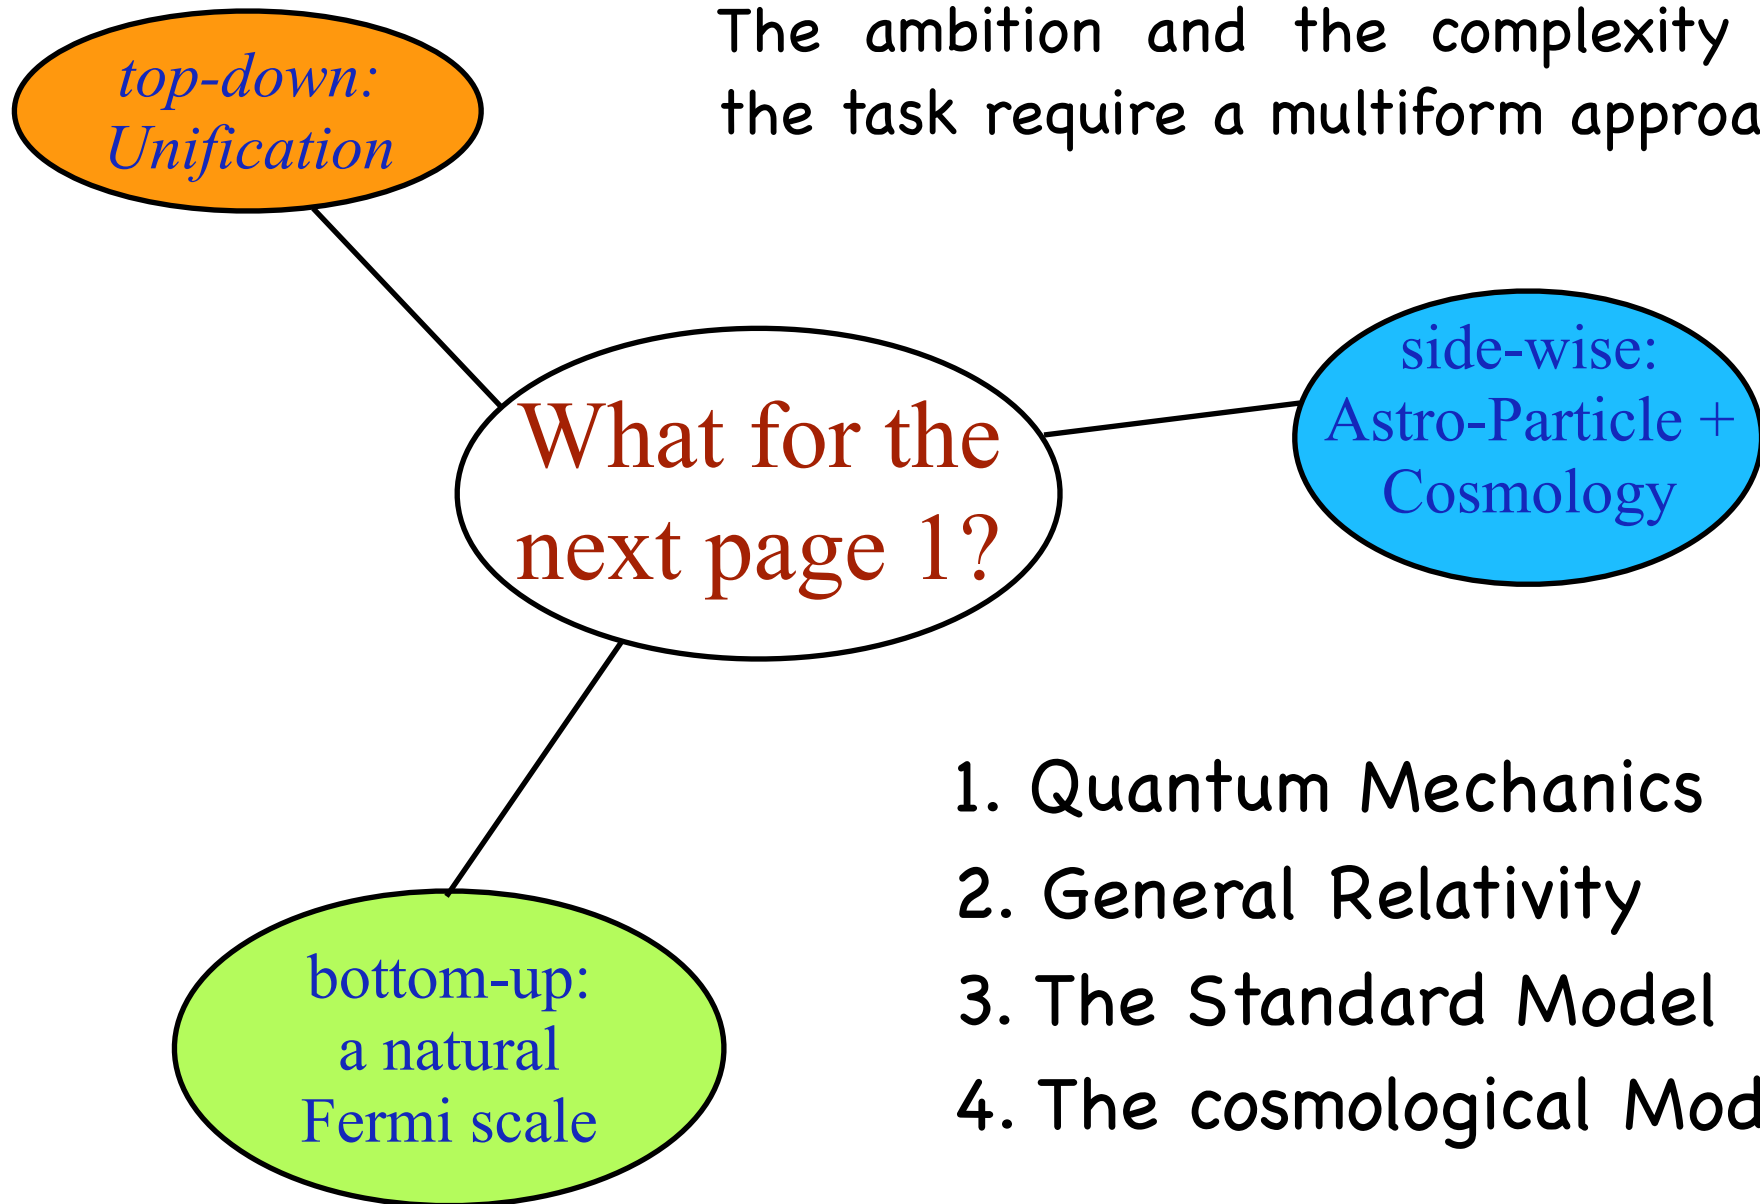 The ambition and the complexity
the task require a multiform approa
top-down:
Unification
side-wise:
Astro-Particle +
Cosmology
What for the
next page 1?
bottom-up:
a natural
Fermi scale
1. Quantum Mechanics
2. General Relativity
3. The Standard Model
4. The cosmological Mod